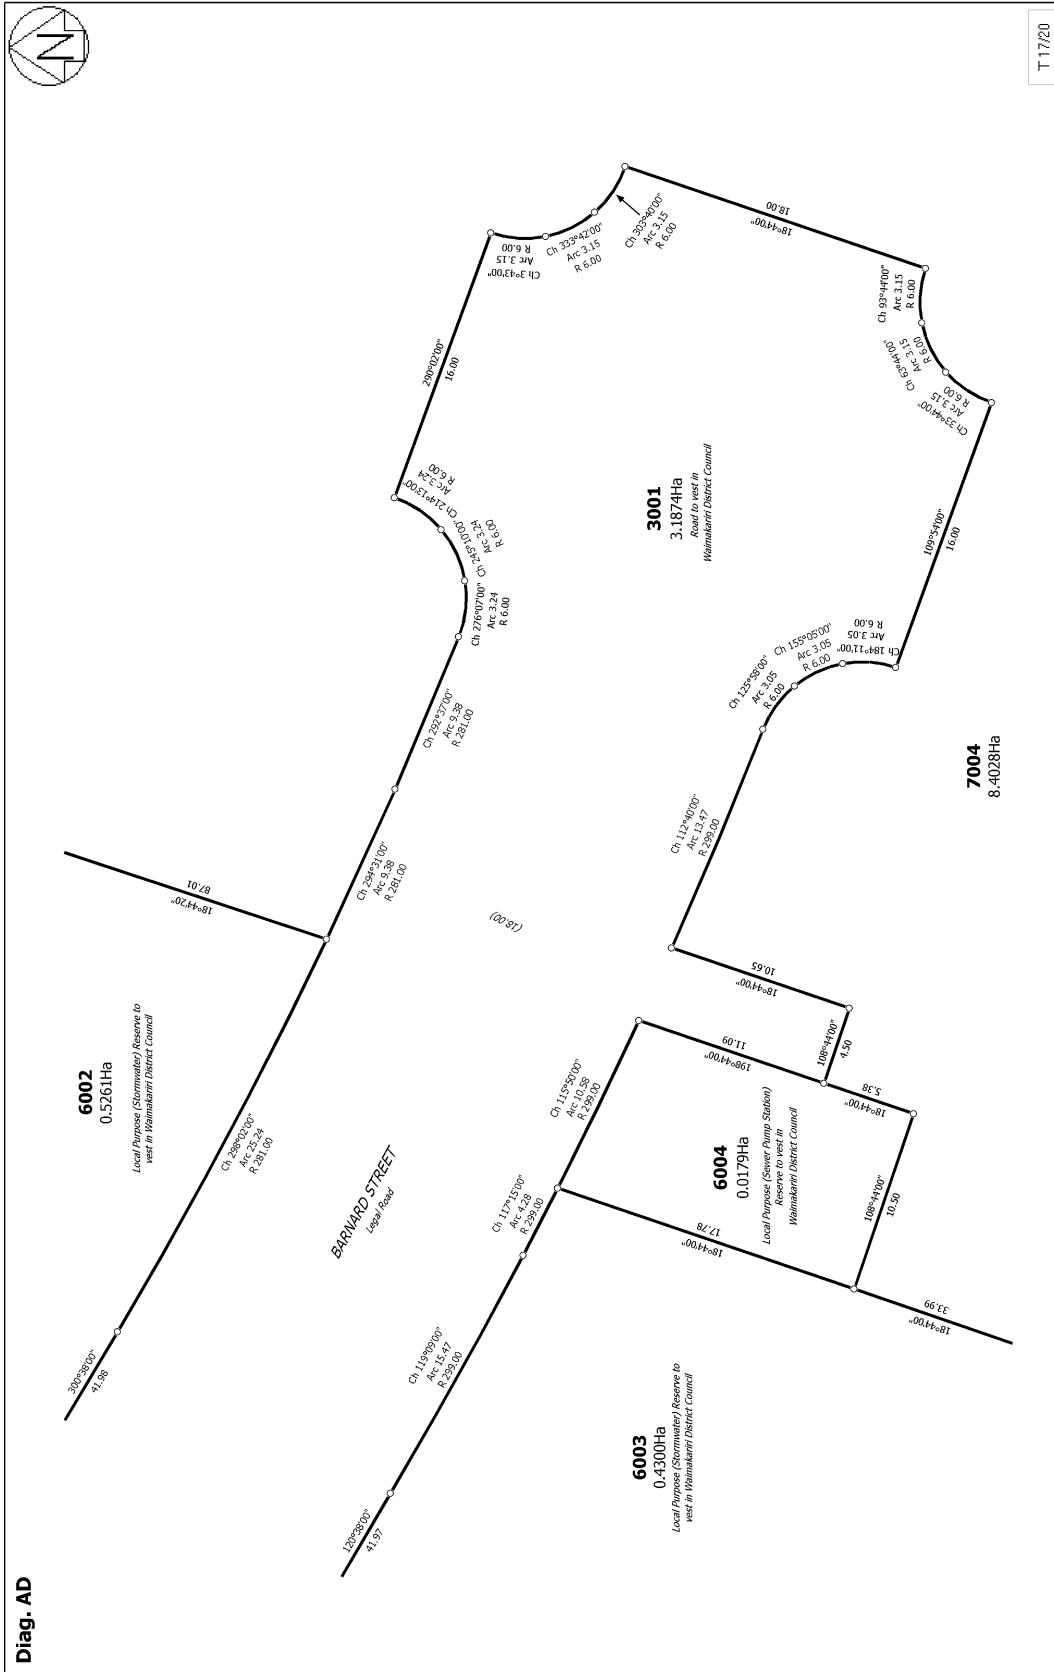 Diag. AD
N
T 17/20
6002
0.5261Ha
Local Purpose (Stormwater) Reserve to
vest in Waimakariri District Council
18°44'20"
87.01
300°38'00"
41.98
Ch 298°02'00"
Arc 25.24
R 281.00
Ch 294°31'00"
Arc 9.38
R 281.00
Ch 292°37'00"
Arc 9.38
R 281.00
Ch 276°07'00"
Arc 3.24
R 6.00
Ch 245°10'00"
Arc 3.24
R 6.00
Ch 214°13'00"
Arc 3.24
R 6.00
290°02'00"
16.00
Ch 3°43'00"
Arc 3.15
R 6.00
Ch 333°42'00"
Arc 3.15
R 6.00
Ch 303°40'00"
Arc 3.15
R 6.00
18°44'00"
18.00
Ch 93°44'00"
Arc 3.15
R 6.00
Ch 63°44'00"
Arc 3.15
R 6.00
Ch 33°44'00"
Arc 3.15
R 6.00
109°54'00"
16.00
Ch 184°11'00"
Arc 3.05
R 6.00
Ch 155°05'00"
Arc 3.05
R 6.00
Ch 125°58'00"
Arc 3.05
R 6.00
3001
3.1874Ha
Road to vest in
Waimakariri District Council
Ch 112°40'00"
Arc 13.47
R 299.00
(18.00)
BARNARD STREET
Legal Road
18°44'00"
10.65
108°44'00"
4.50
198°44'00"
11.09
18°44'00"
5.38
Ch 115°50'00"
Arc 10.58
R 299.00
Ch 117°15'00"
Arc 4.28
R 299.00
Ch 119°09'00"
Arc 15.47
R 299.00
120°38'00"
41.97
6004
0.0179Ha
Local Purpose (Sewer Pump Station)
Reserve to vest in
Waimakariri District Council
18°44'00"
17.78
108°44'00"
10.50
18°44'00"
33.99
6003
0.4300Ha
Local Purpose (Stormwater) Reserve to
vest in Waimakariri District Council
7004
8.4028Ha